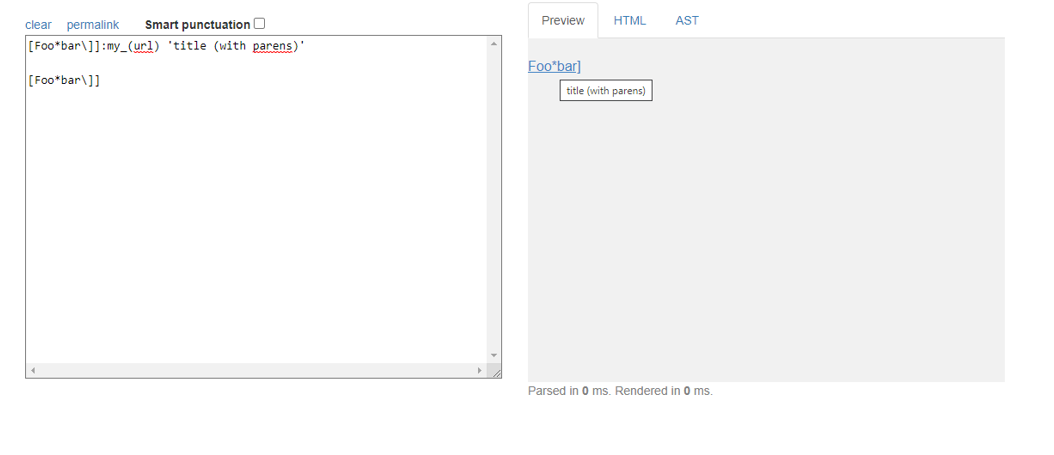 clear permalink Smart punctuation
[Foo*bar\]]:my_(url) 'title (with parens)'
[Foo*bar\]]
Preview HTML AST
Foo*bar]
title (with parens)
Parsed in 0 ms. Rendered in 0 ms.